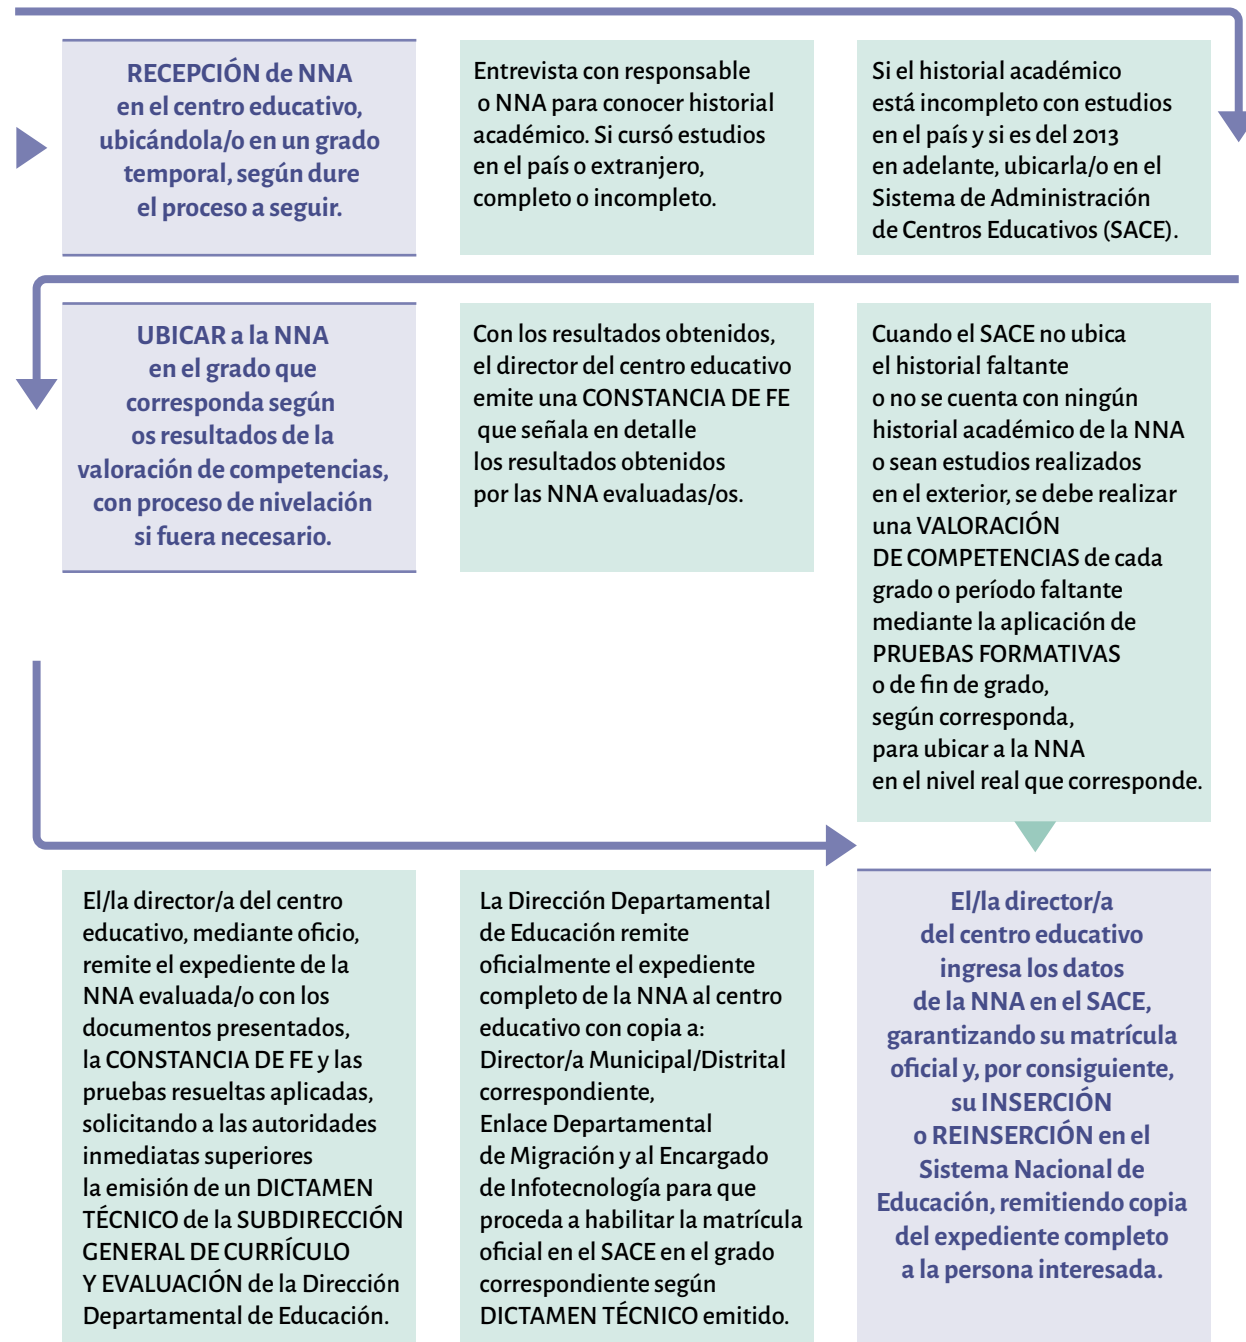 RECEPCIÓN de NNA
en el centro educativo,
ubicándola/o en un grado
temporal, según dure
el proceso a seguir.
Entrevista con responsable
o NNA para conocer historial
académico. Si cursó estudios
en el país o extranjero,
completo o incompleto.
Si el historial académico
está incompleto con estudios
en el país y si es del 2013
en adelante, ubicarla/o en el
Sistema de Administración
de Centros Educativos (SACE).
UBICAR a la NNA
en el grado que
corresponda según
os resultados de la
valoración de competencias,
con proceso de nivelación
si fuera necesario.
Con los resultados obtenidos,
el director del centro educativo
emite una CONSTANCIA DE FE
que señala en detalle
los resultados obtenidos
por las NNA evaluadas/os.
Cuando el SACE no ubica
el historial faltante
o no se cuenta con ningún
historial académico de la NNA
o sean estudios realizados
en el exterior, se debe realizar
una VALORACIÓN
DE COMPETENCIAS de cada
grado o período faltante
mediante la aplicación de
PRUEBAS FORMATIVAS
o de fin de grado,
según corresponda,
para ubicar a la NNA
en el nivel real que corresponde.
El/la director/a del centro
educativo, mediante oficio,
remite el expediente de la
NNA evaluada/o con los
documentos presentados,
la CONSTANCIA DE FE y las
pruebas resueltas aplicadas,
solicitando a las autoridades
inmediatas superiores
la emisión de un DICTAMEN
TÉCNICO de la SUBDIRECCIÓN
GENERAL DE CURRÍCULO
Y EVALUACIÓN de la Dirección
Departamental de Educación.
La Dirección Departamental
de Educación remite
oficialmente el expediente
completo de la NNA al centro
educativo con copia a:
Director/a Municipal/Distrital
correspondiente,
Enlace Departamental
de Migración y al Encargado
de Infotecnología para que
proceda a habilitar la matrícula
oficial en el SACE en el grado
correspondiente según
DICTAMEN TÉCNICO emitido.
El/la director/a
del centro educativo
ingresa los datos
de la NNA en el SACE,
garantizando su matrícula
oficial y, por consiguiente,
su INSERCIÓN
o REINSERCIÓN en el
Sistema Nacional de
Educación, remitiendo copia
del expediente completo
a la persona interesada.